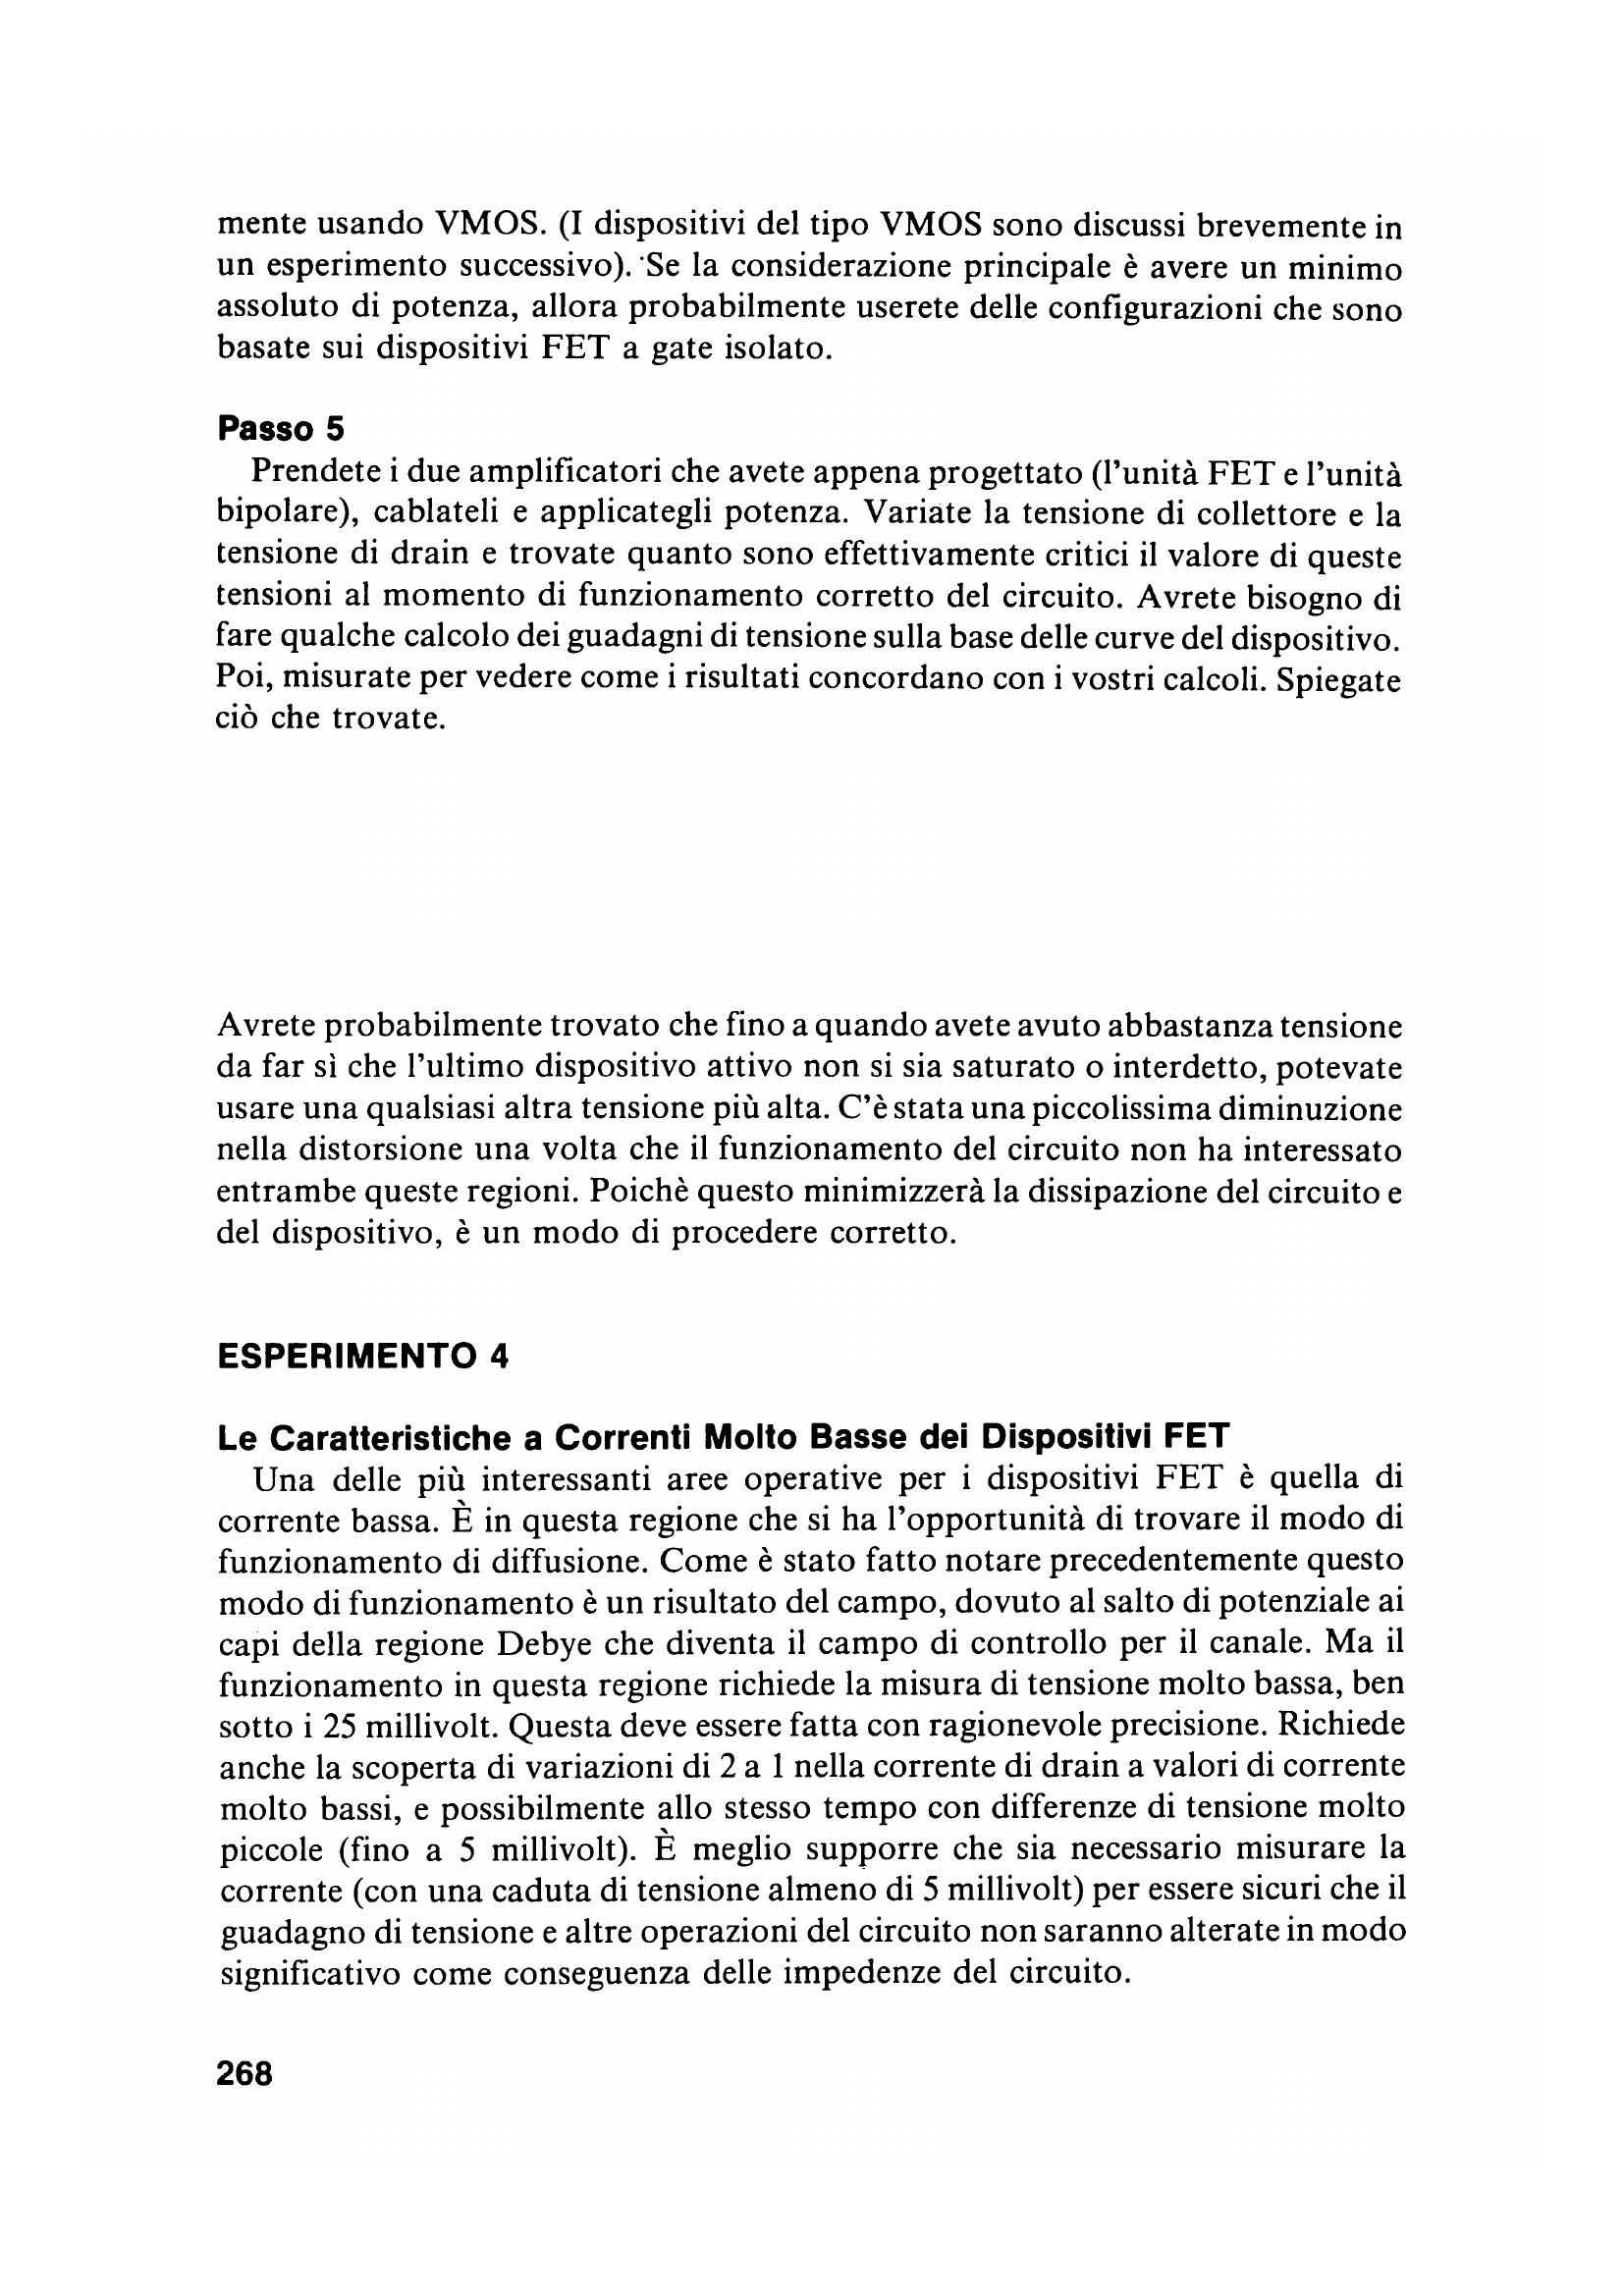 mente usando VMOS. (I dispositivi del tipo VMOS sono discussi brevemente in
un esperimento successivo). Se la considerazione principale è avere un minimo
assoluto di potenza, allora probabilmente userete delle configurazioni che sono
basate sui dispositivi FET a gate isolato.
Passo 5
Prendete i due amplificatori che avete appena progettato (l'unità FET e l'unità
bipolare), cablateli e applicategli potenza. Variate la tensione di collettore e la
tensione di drain e trovate quanto sono effettivamente critici il valore di queste
tensioni al momento di funzionamento corretto del circuito. Avrete bisogno di
fare qualche calcolo dei guadagni di tensione sulla base delle curve del dispositivo.
Poi, misurate per vedere come i risultati concordano con i vostri calcoli. Spiegate
ciò che trovate.
Avrete probabilmente trovato che fino a quando avete avuto abbastanza tensione
da far sì che l'ultimo dispositivo attivo non si sia saturato o interdetto, potevate
usare una qualsiasi altra tensione più alta. C'è stata una piccolissima diminuzione
nella distorsione una volta che il funzionamento del circuito non ha interessato
entrambe queste regioni. Poichè questo minimizzerà la dissipazione del circuito e
del dispositivo, è un modo di procedere corretto.
ESPERIMENTO 4
Le Caratteristiche a Correnti Molto Basse dei Dispositivi FET
Una delle più interessanti aree operative per i dispositivi FET è quella di
corrente bassa. È in questa regione che si ha l'opportunità di trovare il modo di
funzionamento di diffusione. Come è stato fatto notare precedentemente questo
modo di funzionamento è un risultato del campo, dovuto al salto di potenziale ai
capi della regione Debye che diventa il campo di controllo per il canale. Ma il
funzionamento in questa regione richiede la misura di tensione molto bassa, ben
sotto i 25 millivolt. Questa deve essere fatta con ragionevole precisione. Richiede
anche la scoperta di variazioni di 2 a 1 nella corrente di drain a valori di corrente
molto bassi, e possibilmente allo stesso tempo con differenze di tensione molto
piccole (fino a 5 millivolt). È meglio supporre che sia necessario misurare la
corrente (con una caduta di tensione almeno di 5 millivolt) per essere sicuri che il
guadagno di tensione e altre operazioni del circuito non saranno alterate in modo
significativo come conseguenza delle impedenze del circuito.
268